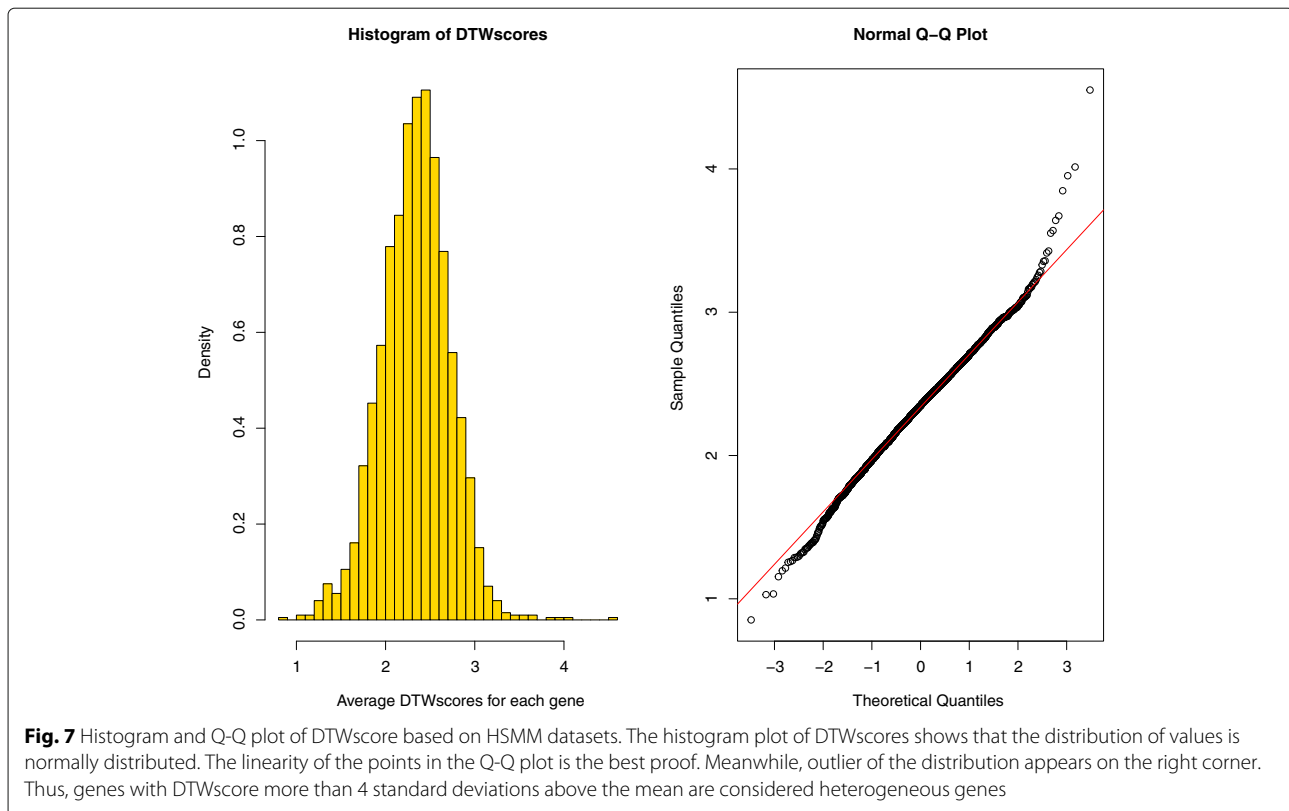 Histogram of DTWscores
Density
0.0 0.2 0.4 0.6 0.8 1.0
1 2 3 4
Average DTWscores for each gene
Normal Q–Q Plot
Sample Quantiles
1 2 3 4
−3 −2 −1 0 1 2 3
Theoretical Quantiles
Fig. 7 Histogram and Q-Q plot of DTWscore based on HSMM datasets. The histogram plot of DTWscores shows that the distribution of values is
normally distributed. The linearity of the points in the Q-Q plot is the best proof. Meanwhile, outlier of the distribution appears on the right corner.
Thus, genes with DTWscore more than 4 standard deviations above the mean are considered heterogeneous genes